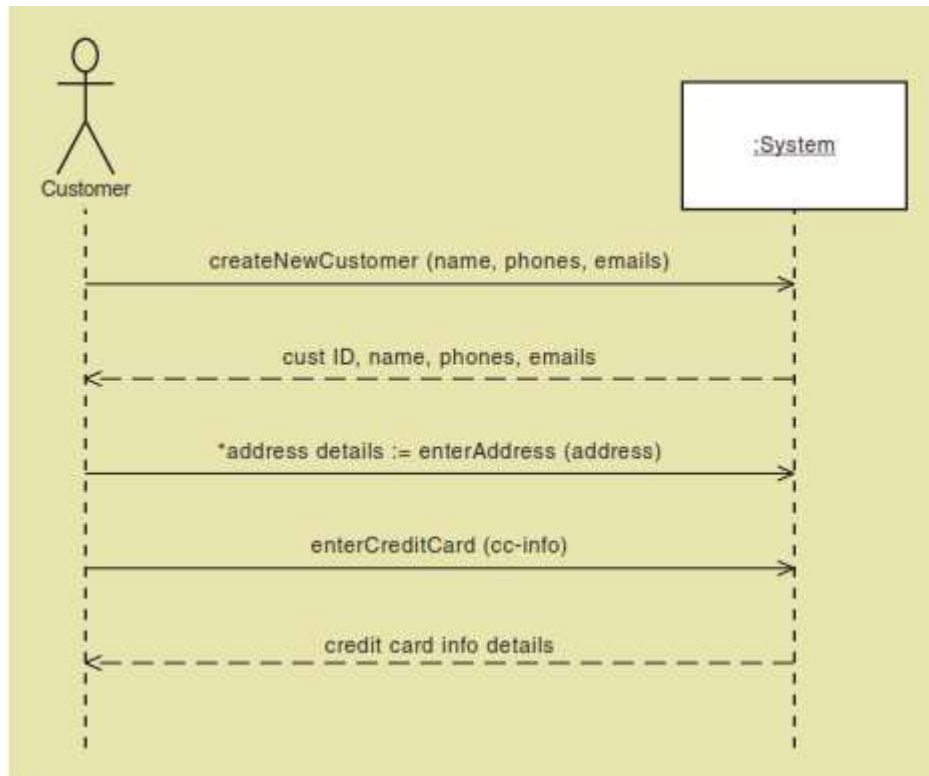 :System
Customer
createNewCustomer (name, phones, emails)
cust ID, name, phones, emails
*address details := enterAddress (address)
enterCreditCard (cc-info)
credit card info details